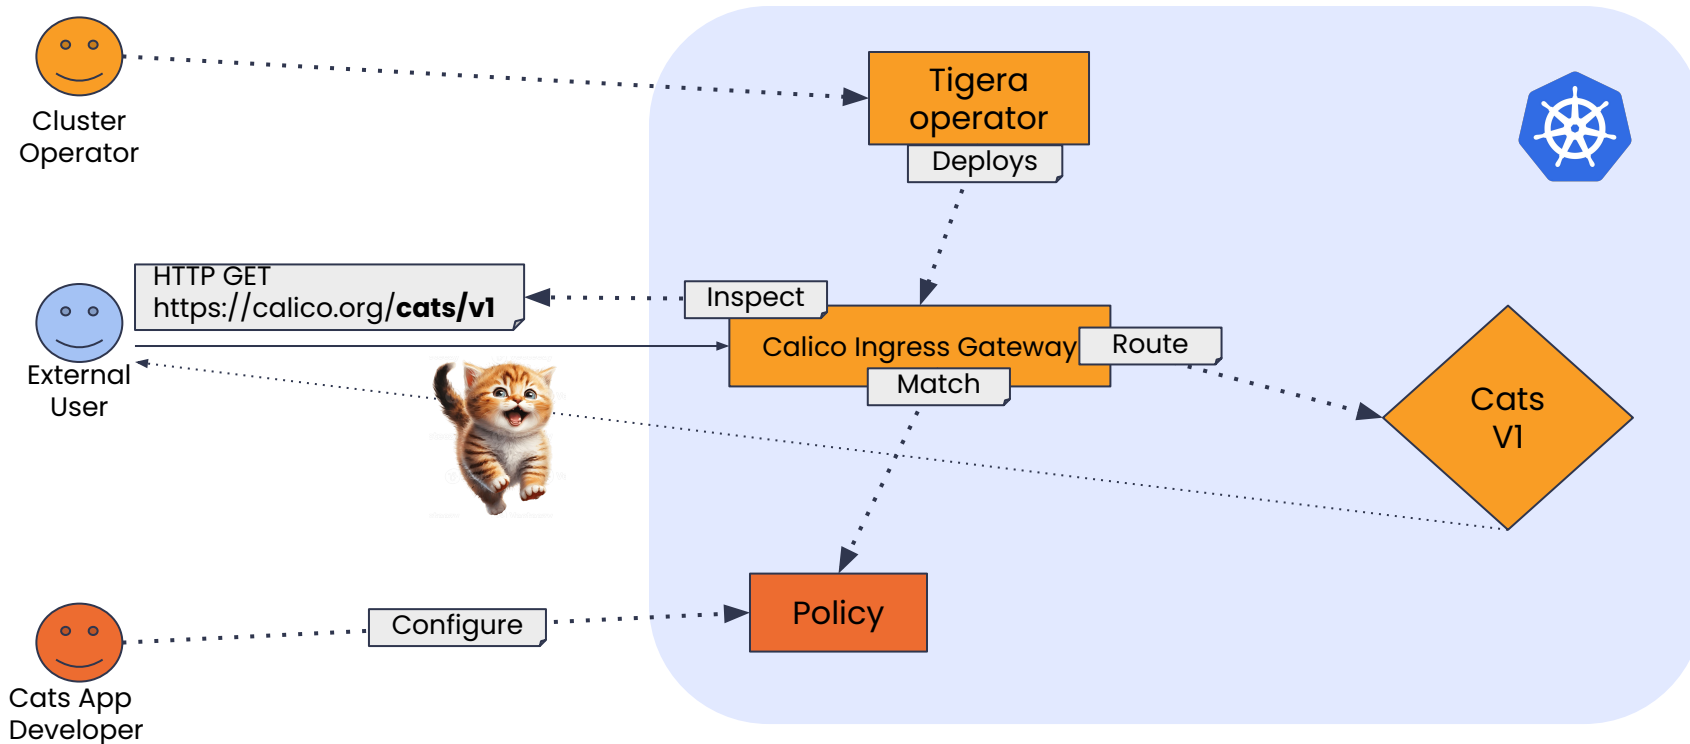 Cluster
Operator
Tigera
operator
Deploys
HTTP GET
https://calico.org/cats/v1
Inspect
Calico Ingress Gateway
Route
Match
External
User
Cats
V1
Configure
Policy
Cats App
Developer